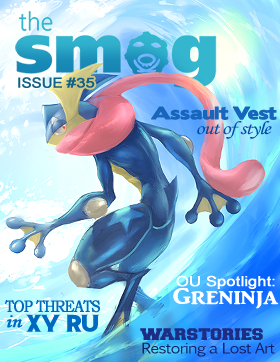 the
smog
ISSUE #35
Assault Vest
out of style
OU Spotlight:
GRENINJA
TOP THREATS
in XY RU
WARSTORIES
Restoring a Lost Art